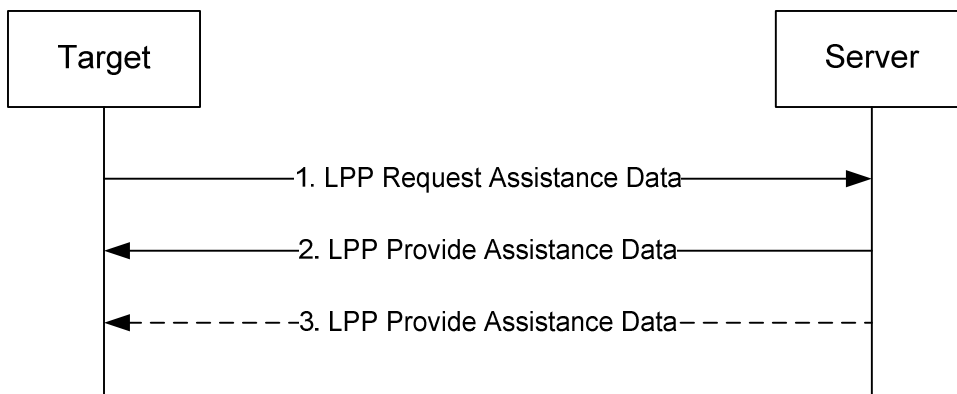 Target
Server
1. LPP Request Assistance Data
2. LPP Provide Assistance Data
3. LPP Provide Assistance Data